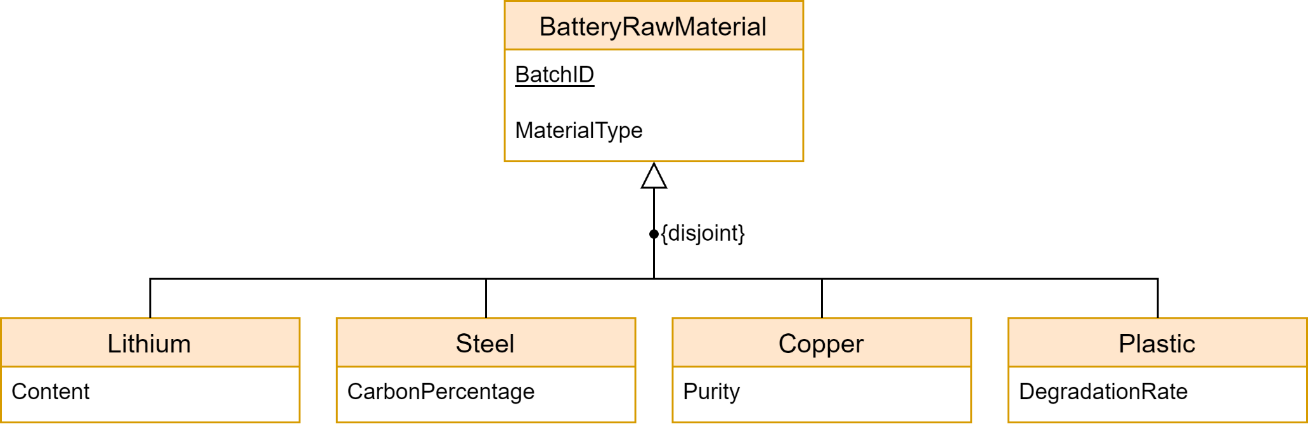 BatteryRawMaterial
BatchID
MaterialType
{disjoint}
Lithium
Content
Steel
CarbonPercentage
Copper
Purity
Plastic
DegradationRate